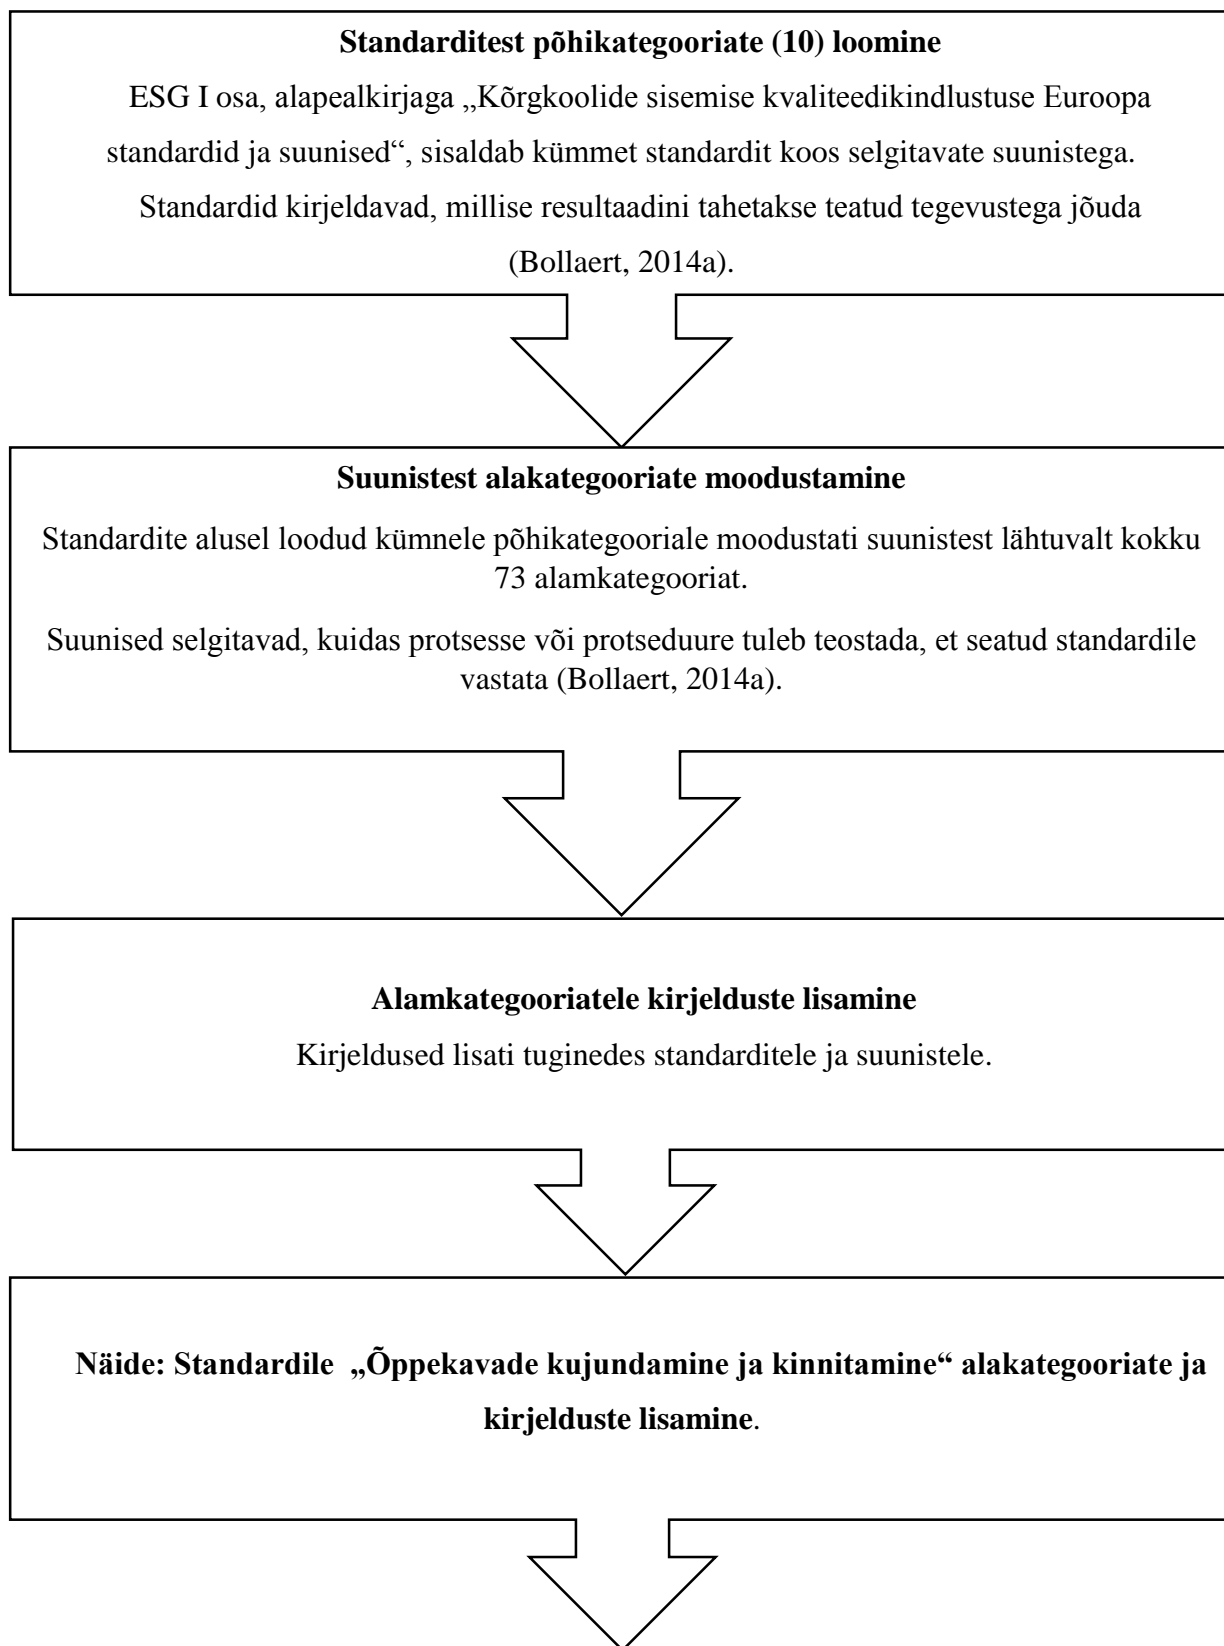 Standarditest põhikategooriate (10) loomine
ESG I osa, alapealkirjaga „Kõrgkoolide sisemise kvaliteedikindlustuse Euroopa
standardid ja suunised“, sisaldab kümmet standardit koos selgitavate suunistega.
Standardid kirjeldavad, millise resultaadini tahetakse teatud tegevustega jõuda
(Bollaert, 2014a).
Suunistest alakategooriate moodustamine
Standardite alusel loodud kümnele põhikategooriale moodustati suunistest lähtuvalt kokku
73 alamkategooriat.
Suunised selgitavad, kuidas protsesse või protseduure tuleb teostada, et seatud standardile
vastata (Bollaert, 2014a).
Alamkategooriatele kirjelduste lisamine
Kirjeldused lisati tuginedes standarditele ja suunistele.
Näide: Standardile „Õppekavade kujundamine ja kinnitamine“ alakategooriate ja
kirjelduste lisamine.